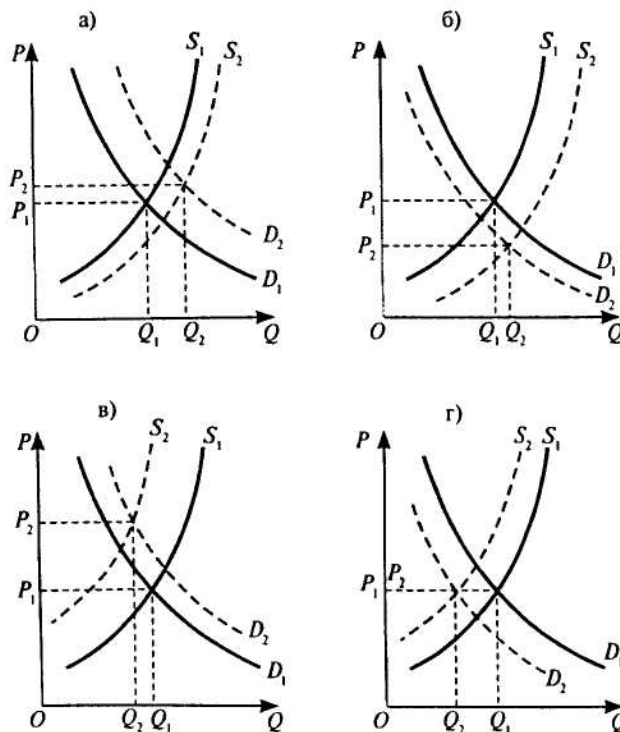 а) б)
S₁ S₂ S₁ S₂
P P
P₂
P₁ P₁
P₂
D₂
D₁ D₂ D₁
O Q₁ Q₂ Q O Q₁ Q₂ Q
в) г)
P S₂ S₁ P S₂ S₁
P₂
P₁ P₁ P₂
D₂
D₁ D₂ D₁
O Q₂ Q₁ Q O Q₂ Q₁ Q